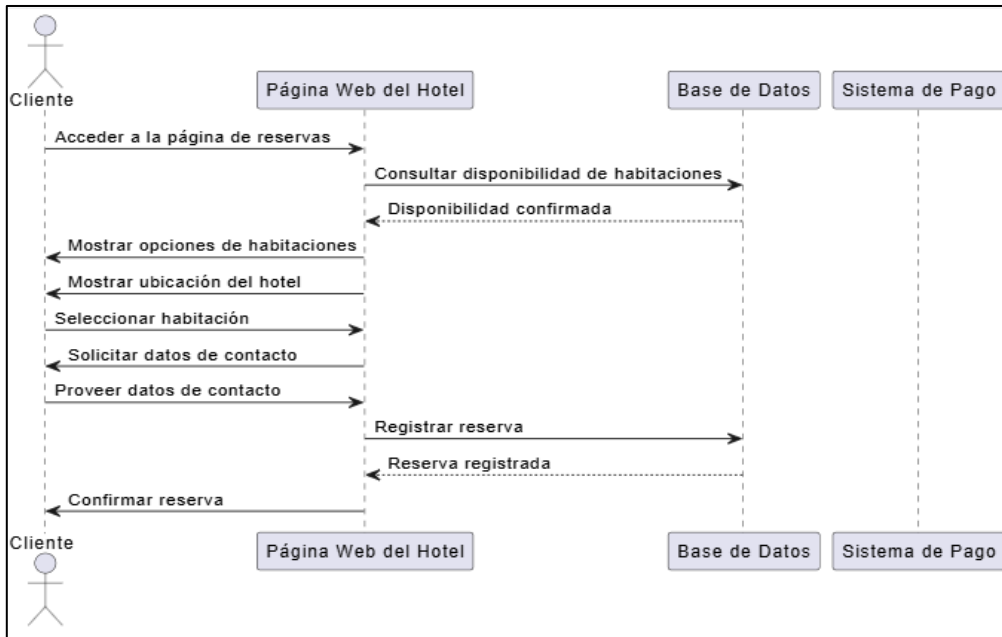 Cliente
Página Web del Hotel
Base de Datos
Sistema de Pago
Acceder a la página de reservas
Consultar disponibilidad de habitaciones
Disponibilidad confirmada
Mostrar opciones de habitaciones
Mostrar ubicación del hotel
Seleccionar habitación
Solicitar datos de contacto
Proveer datos de contacto
Registrar reserva
Reserva registrada
Confirmar reserva
Cliente
Página Web del Hotel
Base de Datos
Sistema de Pago